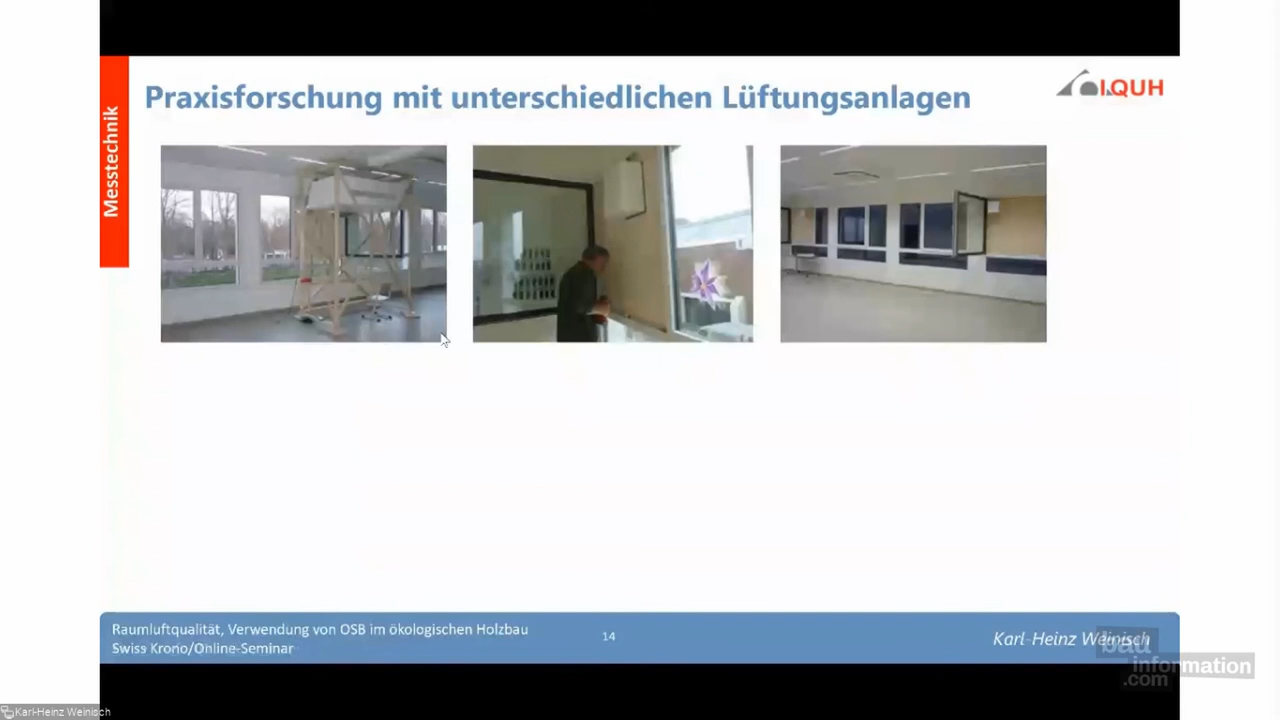 Messtechnik
Praxisforschung mit unterschiedlichen Lüftungsanlagen
IQUH
Raumluftqualität, Verwendung von OSB im ökologischen Holzbau
Swiss Krono/Online-Seminar
14
Karl-Heinz Weinisch
bau
information
.com
Karl-Heinz Weinisch